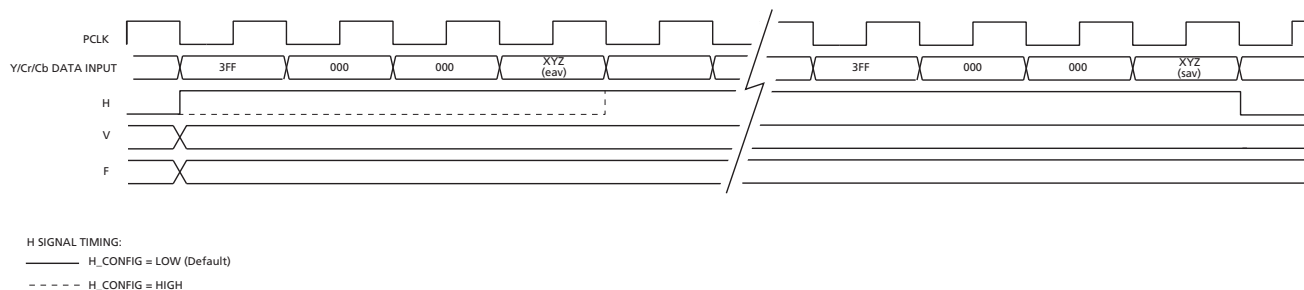 PCLK
Y/Cr/Cb DATA INPUT
3FF
000
000
XYZ
(eav)
3FF
000
000
XYZ
(sav)
H
V
F
H SIGNAL TIMING:
H_CONFIG = LOW (Default)
H_CONFIG = HIGH